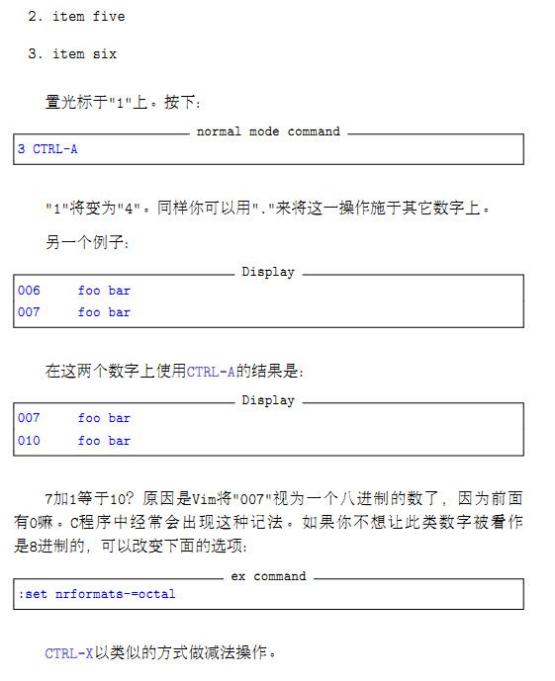 2. item five
3. item six
置光标于"1"上。按下:
normal mode command
3 CTRL-A
"1"将变为"4"。同样你可以用"."来将这一操作施于其它数字上。
另一个例子:
Display
006 foo bar
007 foo bar
在这两个数字上使用CTRL-A的结果是:
Display
007 foo bar
010 foo bar
7加1等于10? 原因是Vim将"007"视为一个八进制的数了, 因为前面
有0嘛。C程序中经常会出现这种记法。如果你不想让此类数字被看作
是8进制的, 可以改变下面的选项:
ex command
:set nrformats-=octal
CTRL-X以类似的方式做减法操作。